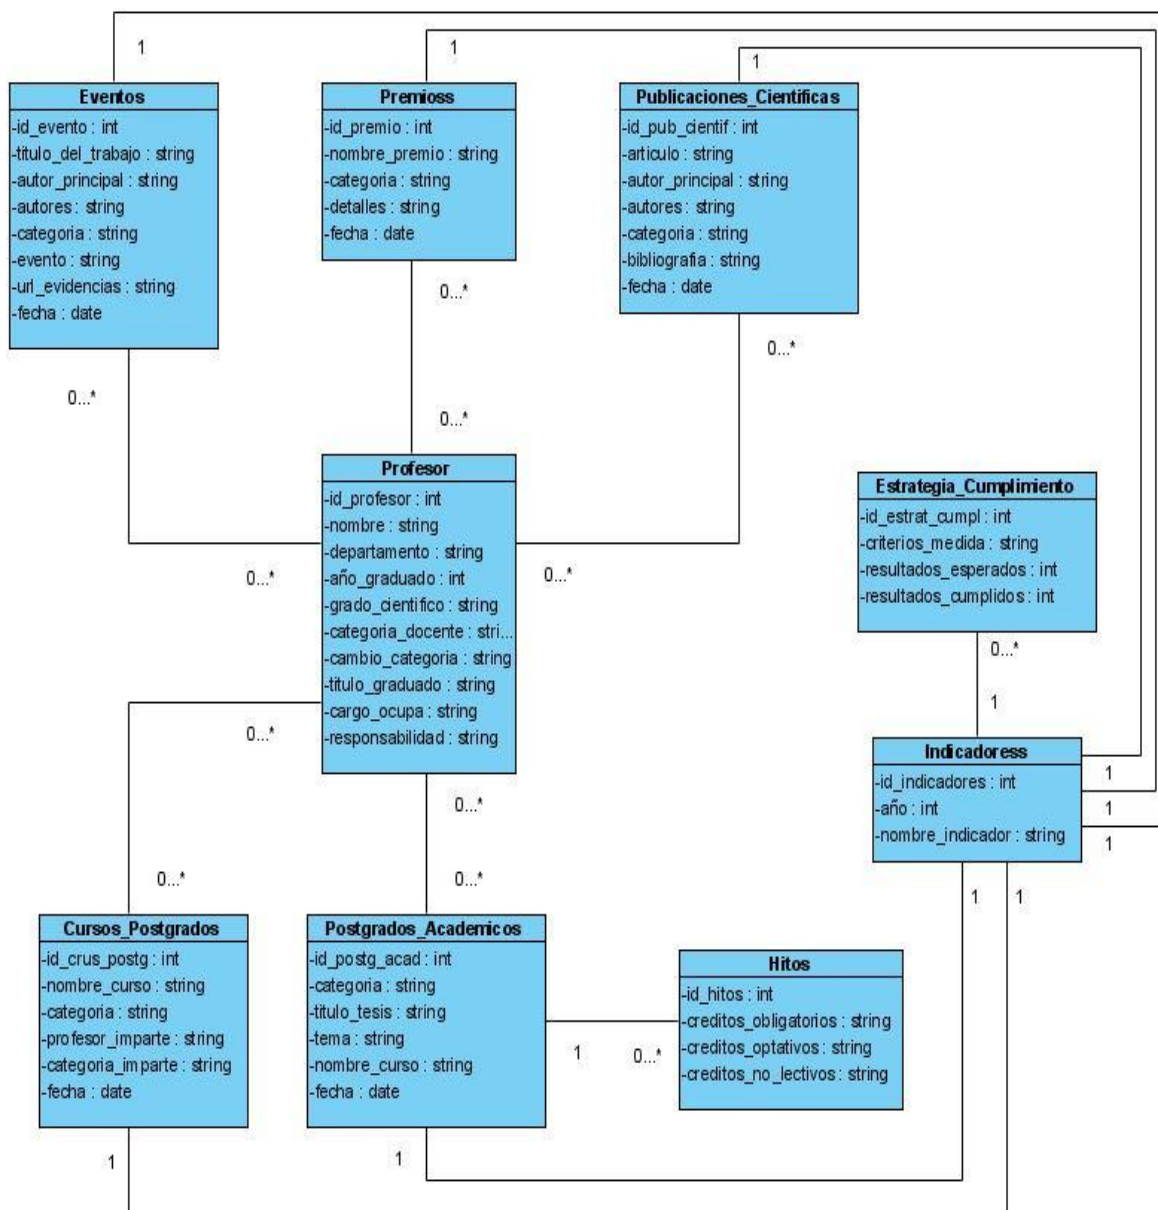 1
1
1
Eventos
-id_evento : int
-titulo_del_trabajo : string
-autor_principal : string
-autores : string
-categoria : string
-evento : string
-url_evidencias : string
-fecha : date
0...*
Premioss
-id_premio : int
-nombre_premio : string
-categoria : string
-detalles : string
-fecha : date
0...*
0...*
Publicaciones_Cientificas
-id_pub_cientif : int
-articulo : string
-autor_principal : string
-autores : string
-categoria : string
-bibliografia : string
-fecha : date
0...*
Profesor
-id_profesor : int
-nombre : string
-departamento : string
-año_graduado : int
-grado_cientifico : string
-categoria_docente : stri...
-cambio_categoria : string
-titulo_graduado : string
-cargo_ocupa : string
-responsabilidad : string
0...*
0...*
0...*
0...*
Estrategia_Cumplimiento
-id_estrat_cumpl : int
-criterios_medida : string
-resultados_esperados : int
-resultados_cumplidos : int
0...*
1
Indicadoress
-id_indicadores : int
-año : int
-nombre_indicador : string
1
1
1
1
1
0...*
0...*
Cursos_Postgrados
-id_crus_postg : int
-nombre_curso : string
-categoria : string
-profesor_imparte : string
-categoria_imparte : string
-fecha : date
1
Postgrados_Academicos
-id_postg_acad : int
-categoria : string
-titulo_tesis : string
-tema : string
-nombre_curso : string
-fecha : date
1
1
0...*
Hitos
-id_hitos : int
-creditos_obligatorios : string
-creditos_optativos : string
-creditos_no_lectivos : string